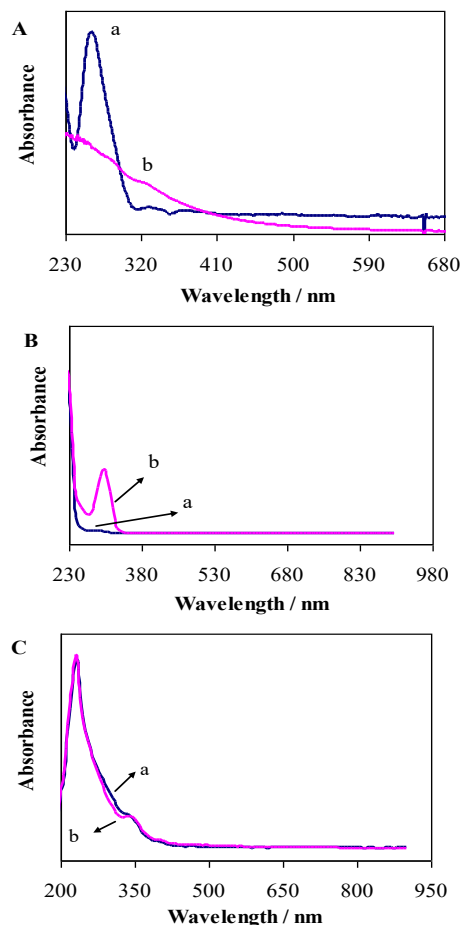 A
a
b
Absorbance
230 320 411 500 590 680
Wavelength / nm
B
b
a
Absorbance
230 380 530 680 830 980
Wavelength / nm
C
a
b
Absorbance
200 350 500 650 800 950
Wavelength / nm